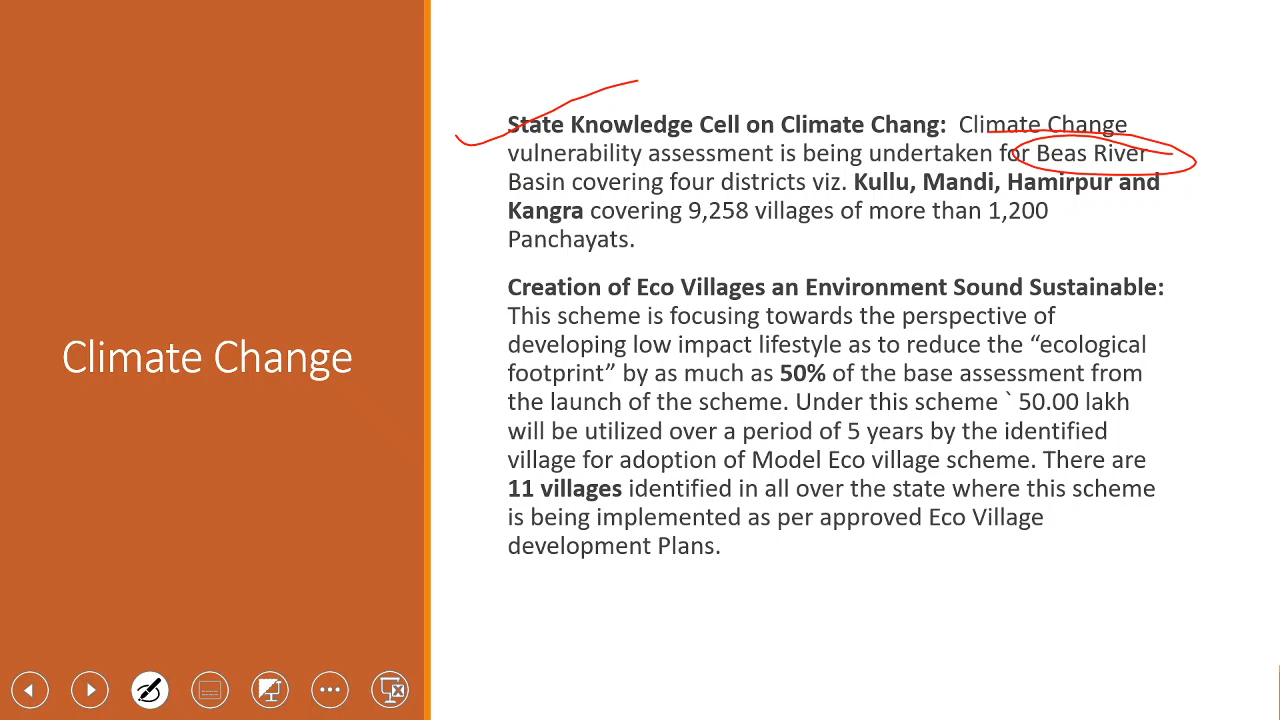 Climate Change
State Knowledge Cell on Climate Chang: Climate Change
vulnerability assessment is being undertaken for Beas River
Basin covering four districts viz. Kullu, Mandi, Hamirpur and
Kangra covering 9,258 villages of more than 1,200
Panchayats.
Creation of Eco Villages an Environment Sound Sustainable:
This scheme is focusing towards the perspective of
developing low impact lifestyle as to reduce the “ecological
footprint” by as much as 50% of the base assessment from
the launch of the scheme. Under this scheme ` 50.00 lakh
will be utilized over a period of 5 years by the identified
village for adoption of Model Eco village scheme. There are
11 villages identified in all over the state where this scheme
is being implemented as per approved Eco Village
development Plans.